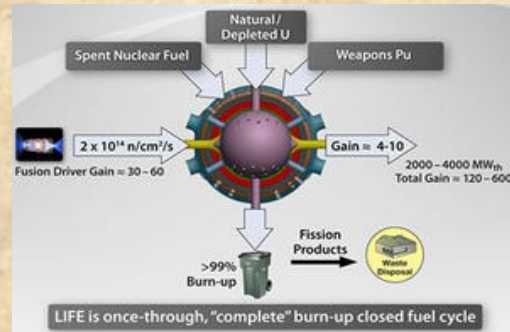 Natural/
Depleted U
Spent Nuclear Fuel
Weapons Pu
2 x 10¹⁴ n/cm²/s
Fusion Driver Gain ≈ 30–60
Gain ≈ 4-10
2000–4000 MWth
Total Gain ≈ 120–600
>99%
Burn-up
Fission
Products
Waste
Disposal
LIFE is once-through, "complete" burn-up closed fuel cycle